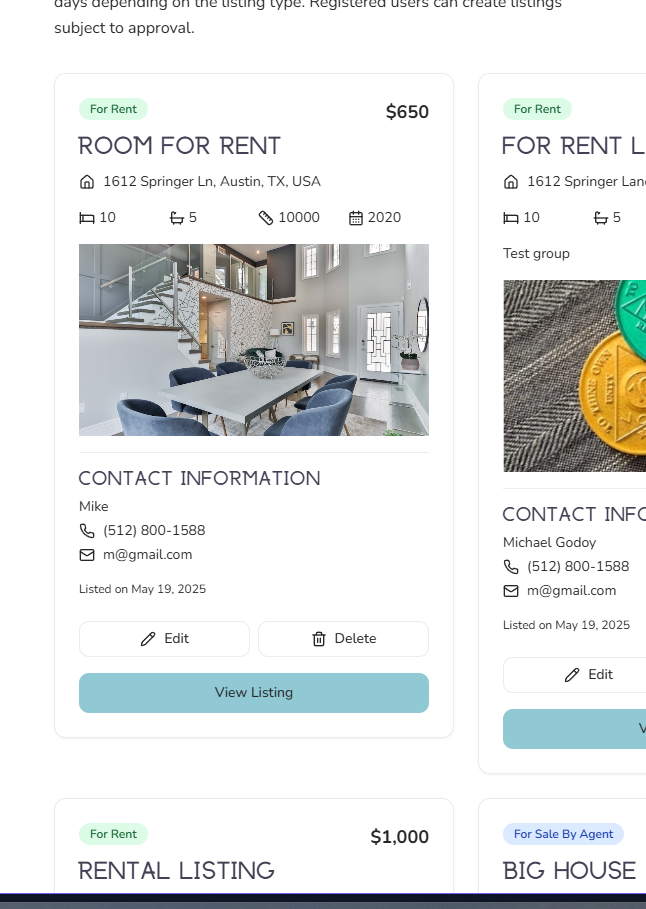 days depending on the listing type. Registered users can create listings
subject to approval.
For Rent
$650
ROOM FOR RENT
1612 Springer Ln, Austin, TX, USA
10 5 10000 2020
CONTACT INFORMATION
Mike
(512) 800-1588
m@gmail.com
Listed on May 19, 2025
Edit Delete
View Listing
For Rent
FOR RENT L
1612 Springer Lan
10 5
Test group
TO THINE OWN
UNITY
CONTACT INFO
Michael Godoy
(512) 800-1588
m@gmail.com
Listed on May 19, 2025
Edit
V
For Rent
$1,000
RENTAL LISTING
For Sale By Agent
BIG HOUSE